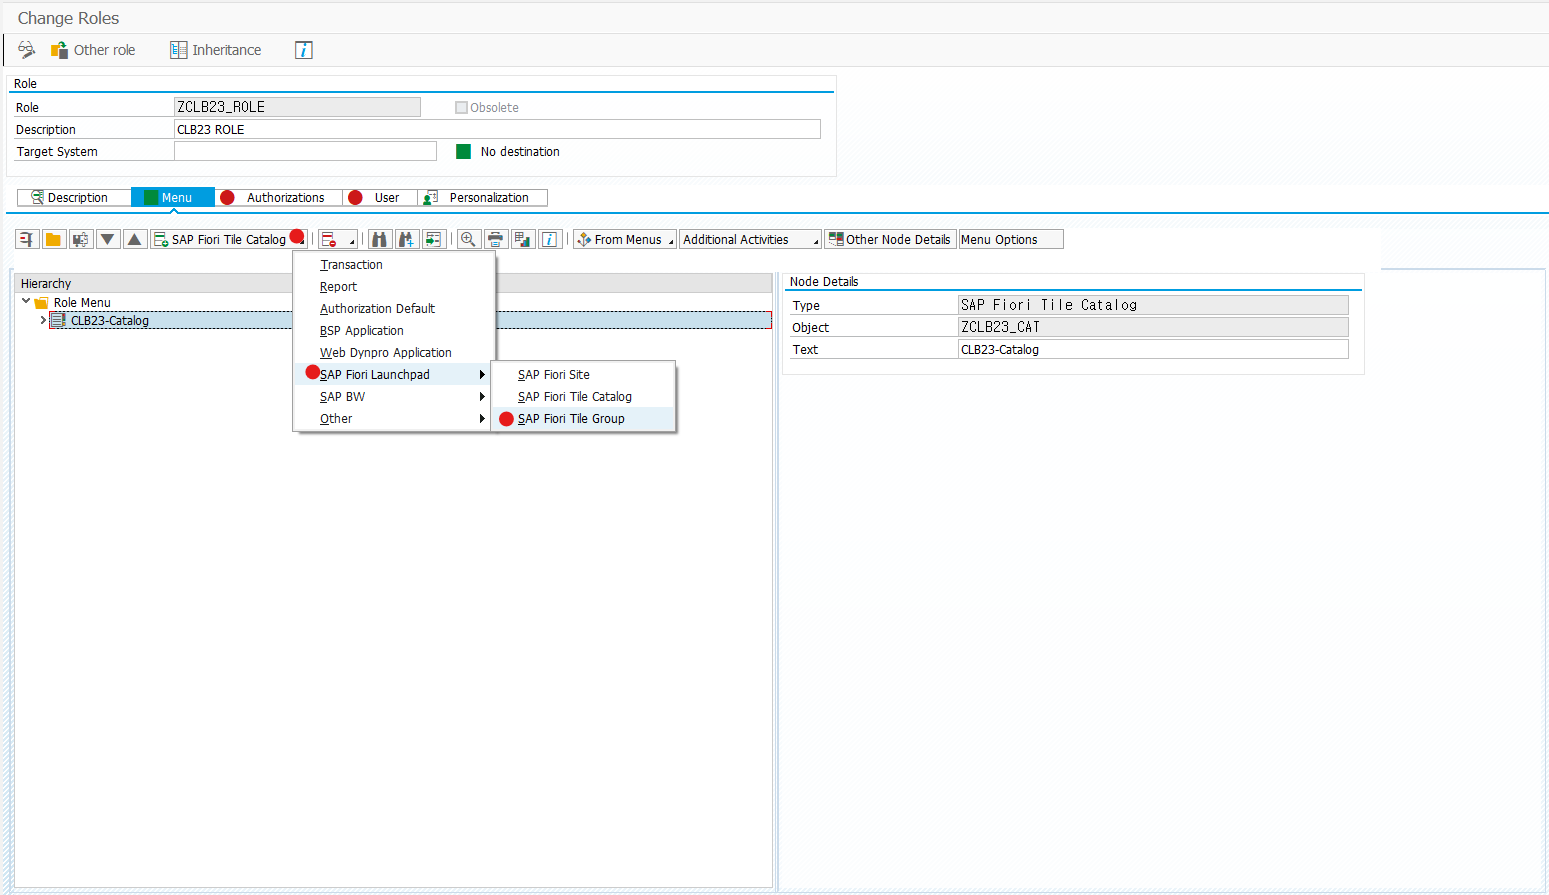 Change Roles
Other role Inheritance
Role
Role ZCLB23_ROLE Obsolete
Description CLB23 ROLE
Target System No destination
Description Menu Authorizations User Personalization
SAP Fiori Tile Catalog From Menus Additional Activities Other Node Details Menu Options
Transaction
Report
Authorization Default
BSP Application
Web Dynpro Application
SAP Fiori Launchpad
SAP BW
Other
SAP Fiori Site
SAP Fiori Tile Catalog
SAP Fiori Tile Group
Hierarchy
Role Menu
CLB23-Catalog
Node Details
Type SAP Fiori Tile Catalog
Object ZCLB23_CAT
Text CLB23-Catalog